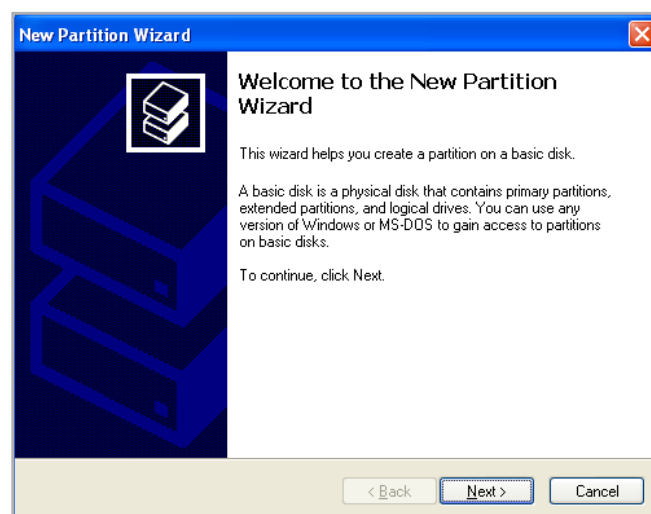 New Partition Wizard
Welcome to the New Partition
Wizard
This wizard helps you create a partition on a basic disk.
A basic disk is a physical disk that contains primary partitions,
extended partitions, and logical drives. You can use any
version of Windows or MS-DOS to gain access to partitions
on basic disks.
To continue, click Next.
< Back
Next >
Cancel